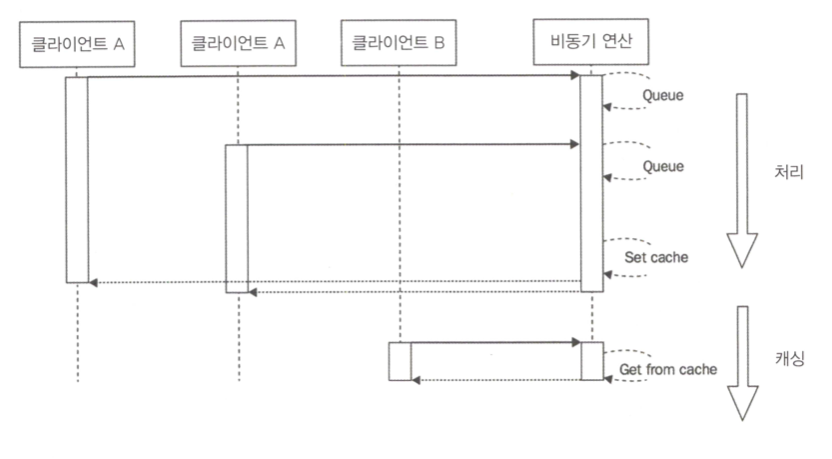 클라이언트 A
클라이언트 A
클라이언트 B
비동기 연산
Queue
Queue
처리
Set cache
캐싱
Get from cache